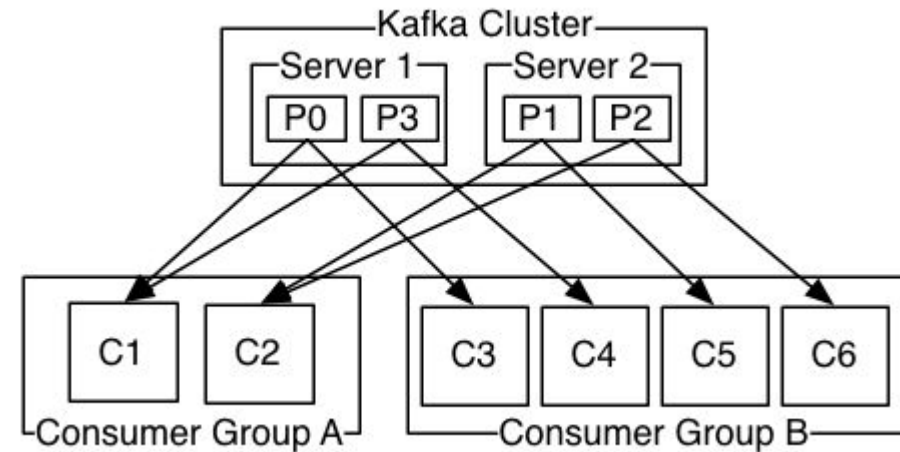 Kafka Cluster
Server 1 Server 2
P0 P3 P1 P2
C1 C2 C3 C4 C5 C6
Consumer Group A Consumer Group B